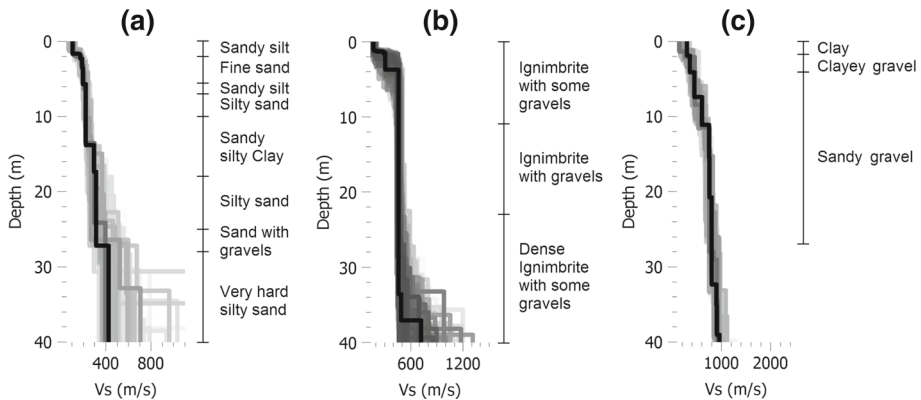 (a)
0
10
20
30
40
Depth (m)
400
800
Vs (m/s)
Sandy silt
Fine sand
Sandy silt
Silty sand
Sandy
silty Clay
Silty sand
Sand with
gravels
Very hard
silty sand
(b)
0
10
20
30
40
Depth (m)
600
1200
Vs (m/s)
Ignimbrite
with some
gravels
Ignimbrite
with gravels
Dense
Ignimbrite
with some
gravels
(c)
0
10
20
30
40
Depth (m)
1000
2000
Vs (m/s)
Clay
Clayey gravel
Sandy gravel